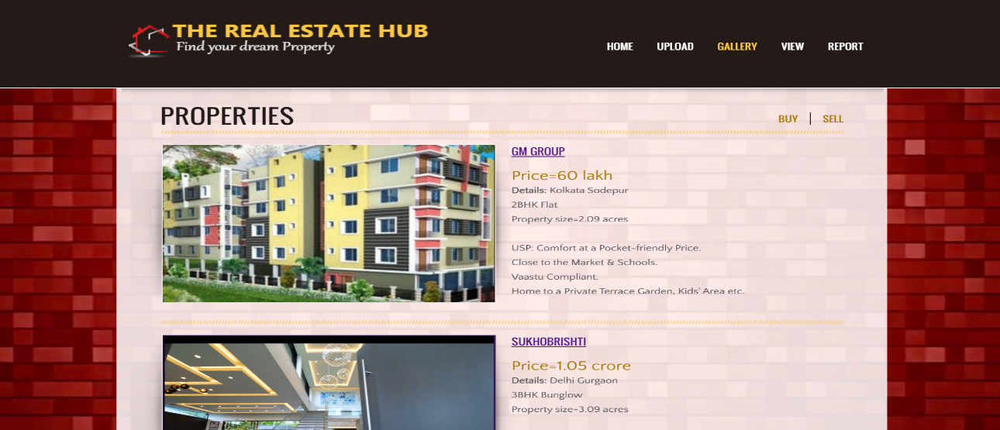 THE REAL ESTATE HUB
Find your dream Property
HOME UPLOAD GALLERY VIEW REPORT
PROPERTIES
BUY | SELL
GM GROUP
Price=60 lakh
Details: Kolkata Sodepur
2BHK Flat
Property size=2.09 acres
USP: Comfort at a Pocket-friendly Price.
Close to the Market & Schools.
Vaastu Compliant.
Home to a Private Terrace Garden, Kids' Area etc.
SUKHOBRISHTI
Price=1.05 crore
Details: Delhi Gurgaon
3BHK Bunglow
Property size=3.09 acres